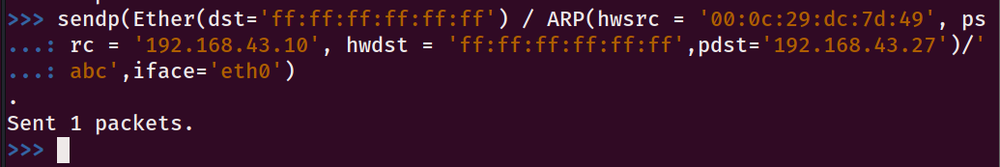 >>> sendp(Ether(dst='ff:ff:ff:ff:ff:ff') / ARP(hwsrc = '00:0c:29:dc:7d:49', ps
...: rc = '192.168.43.10', hwdst = 'ff:ff:ff:ff:ff:ff',pdst='192.168.43.27')/'
...: abc',iface='eth0')
.
Sent 1 packets.
>>>